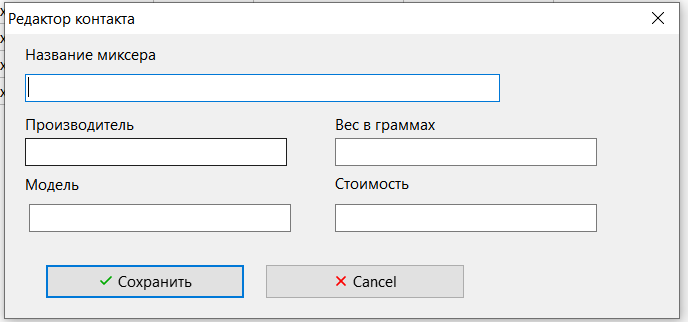 Редактор контакта
Название миксера
Производитель
Вес в граммах
Модель
Стоимость
Сохранить
Cancel